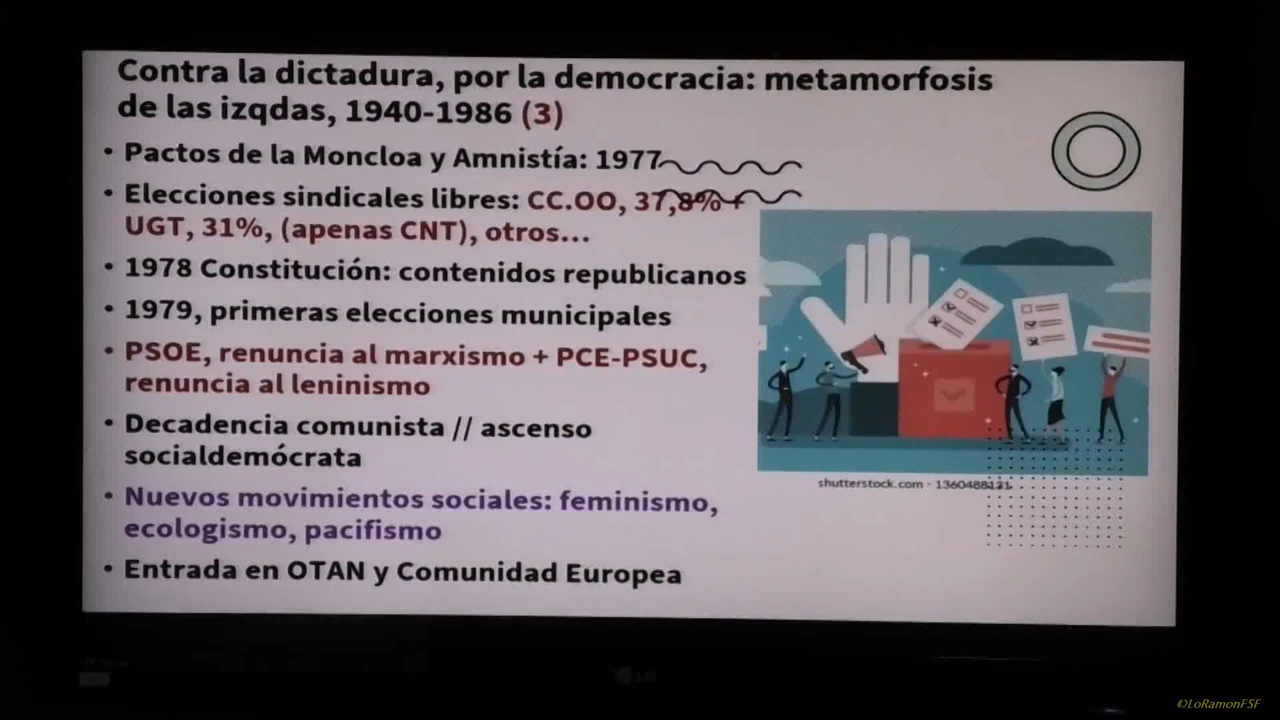 Contra la dictadura, por la democracia: metamorfosis
de las izqdas, 1940-1986 (3)
• Pactos de la Moncloa y Amnistía: 1977
• Elecciones sindicales libres: CC.OO, 37,8% +
UGT, 31%, (apenas CNT), otros...
• 1978 Constitución: contenidos republicanos
• 1979, primeras elecciones municipales
• PSOE, renuncia al marxismo + PCE-PSUC,
renuncia al leninismo
• Decadencia comunista // ascenso
socialdemócrata
• Nuevos movimientos sociales: feminismo,
ecologismo, pacifismo
• Entrada en OTAN y Comunidad Europea
shutterstock.com · 1360488121
LG
©LoRamonFSF